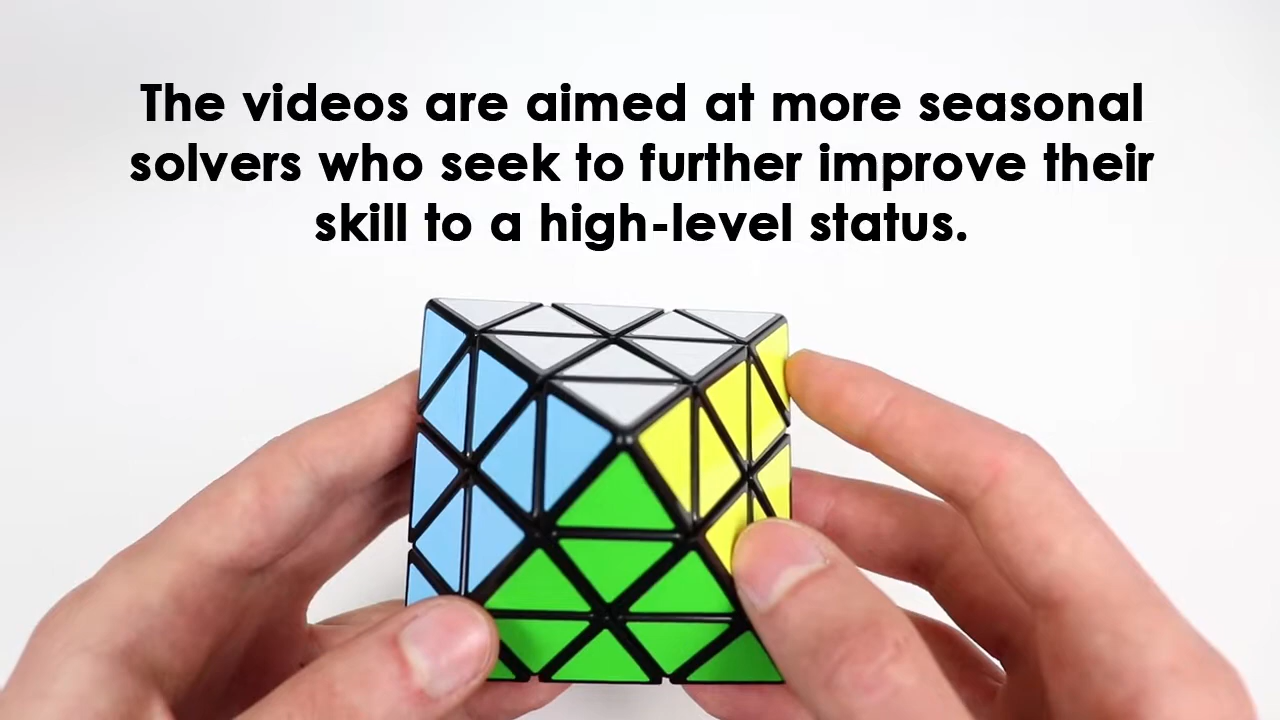 The videos are aimed at more seasonal
solvers who seek to further improve their
skill to a high-level status.